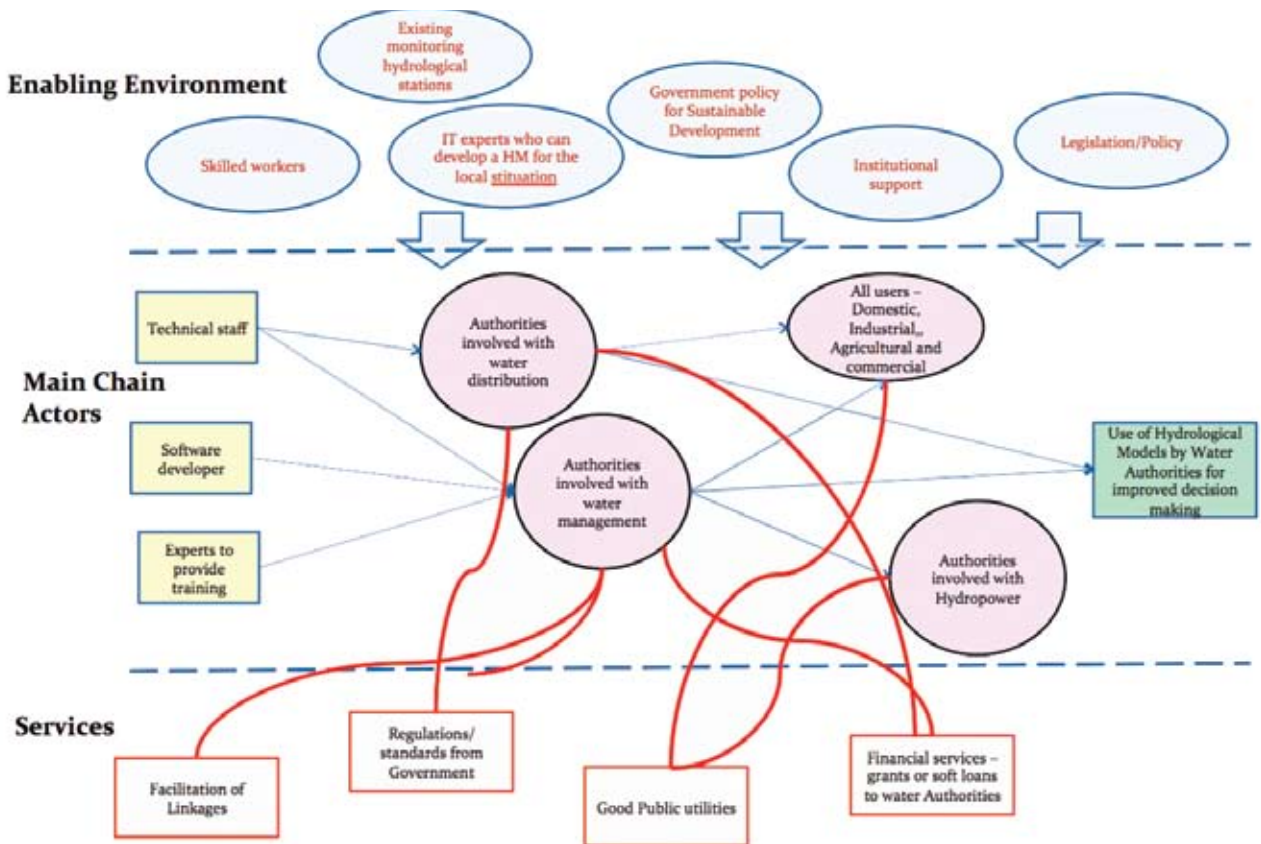 Enabling Environment
Existing
monitoring
hydrological
stations
Skilled workers
IT experts who can
develop a HM for the
local stituation
Government policy
for Sustainable
Development
Institutional
support
Legislation/Policy
Main Chain
Actors
Technical staff
Software
developer
Experts to
provide
training
Authorities
involved with
water
distribution
Authorities
involved with
water
management
All users –
Domestic,
Industrial,,
Agricultural and
commercial
Authorities
involved with
Hydropower
Use of Hydrological
Models by Water
Authorities for
improved decision
making
Services
Facilitation of
Linkages
Regulations/
standards from
Government
Good Public utilities
Financial services –
grants or soft loans
to water Authorities